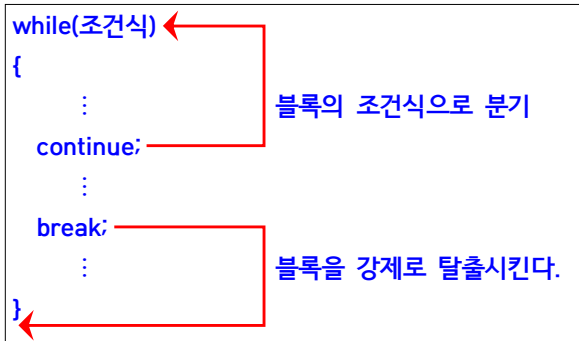 while(조건식)
{
⋮ 블록의 조건식으로 분기
continue;
⋮
break;
⋮ 블록을 강제로 탈출시킨다.
}